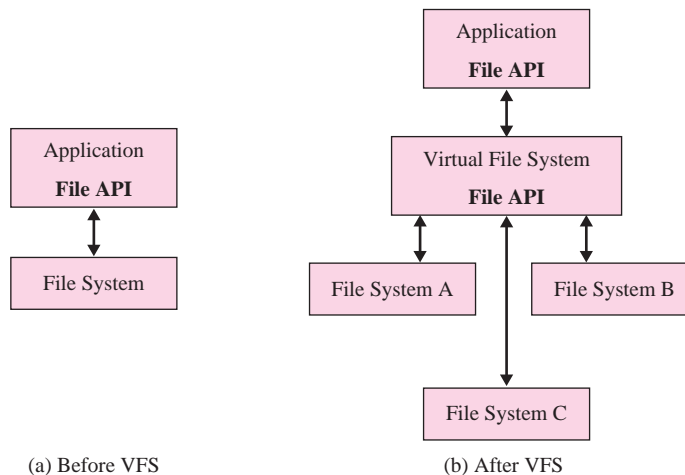 Application
File API
File System
(a) Before VFS
Application
File API
Virtual File System
File API
File System A
File System B
File System C
(b) After VFS